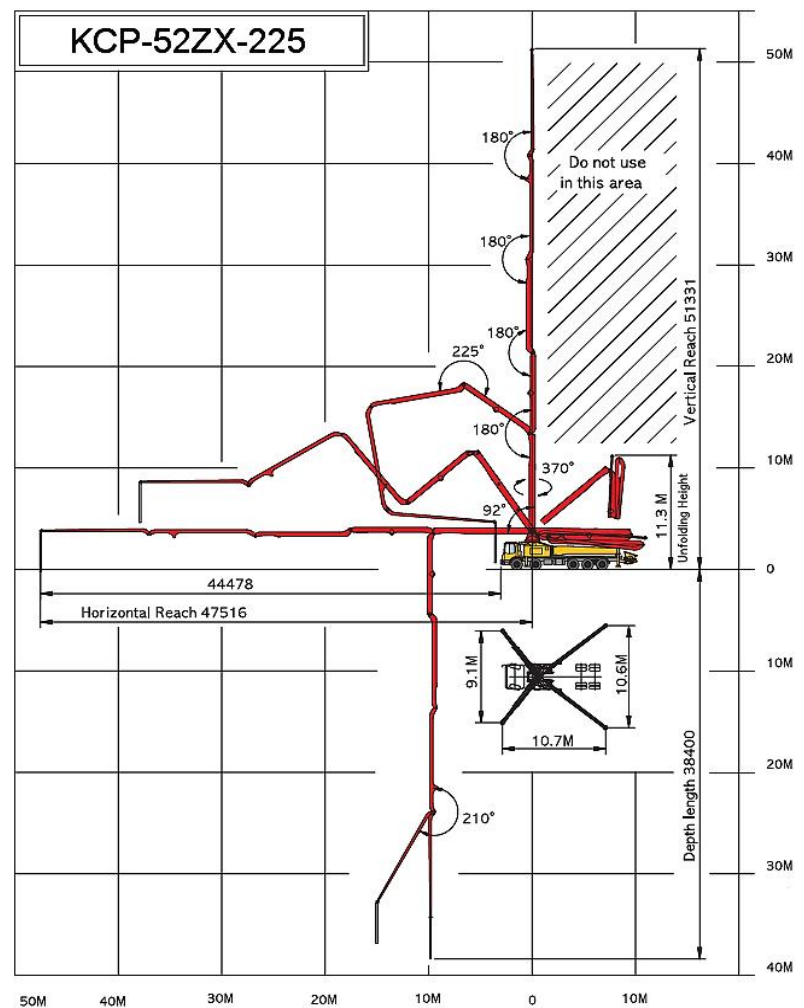 KCP-52ZX-225
50M
180°
40M
Do not use
in this area
180°
30M
Vertical Reach 51331
180°
20M
225°
180°
10M
370°
11.3 M
Unfolding Height
92°
0
44478
Horizontal Reach 47516
9.1M
10.6M
10M
10.7M
20M
Depth length 38400
210°
30M
40M
50M
40M
30M
20M
10M
0
10M